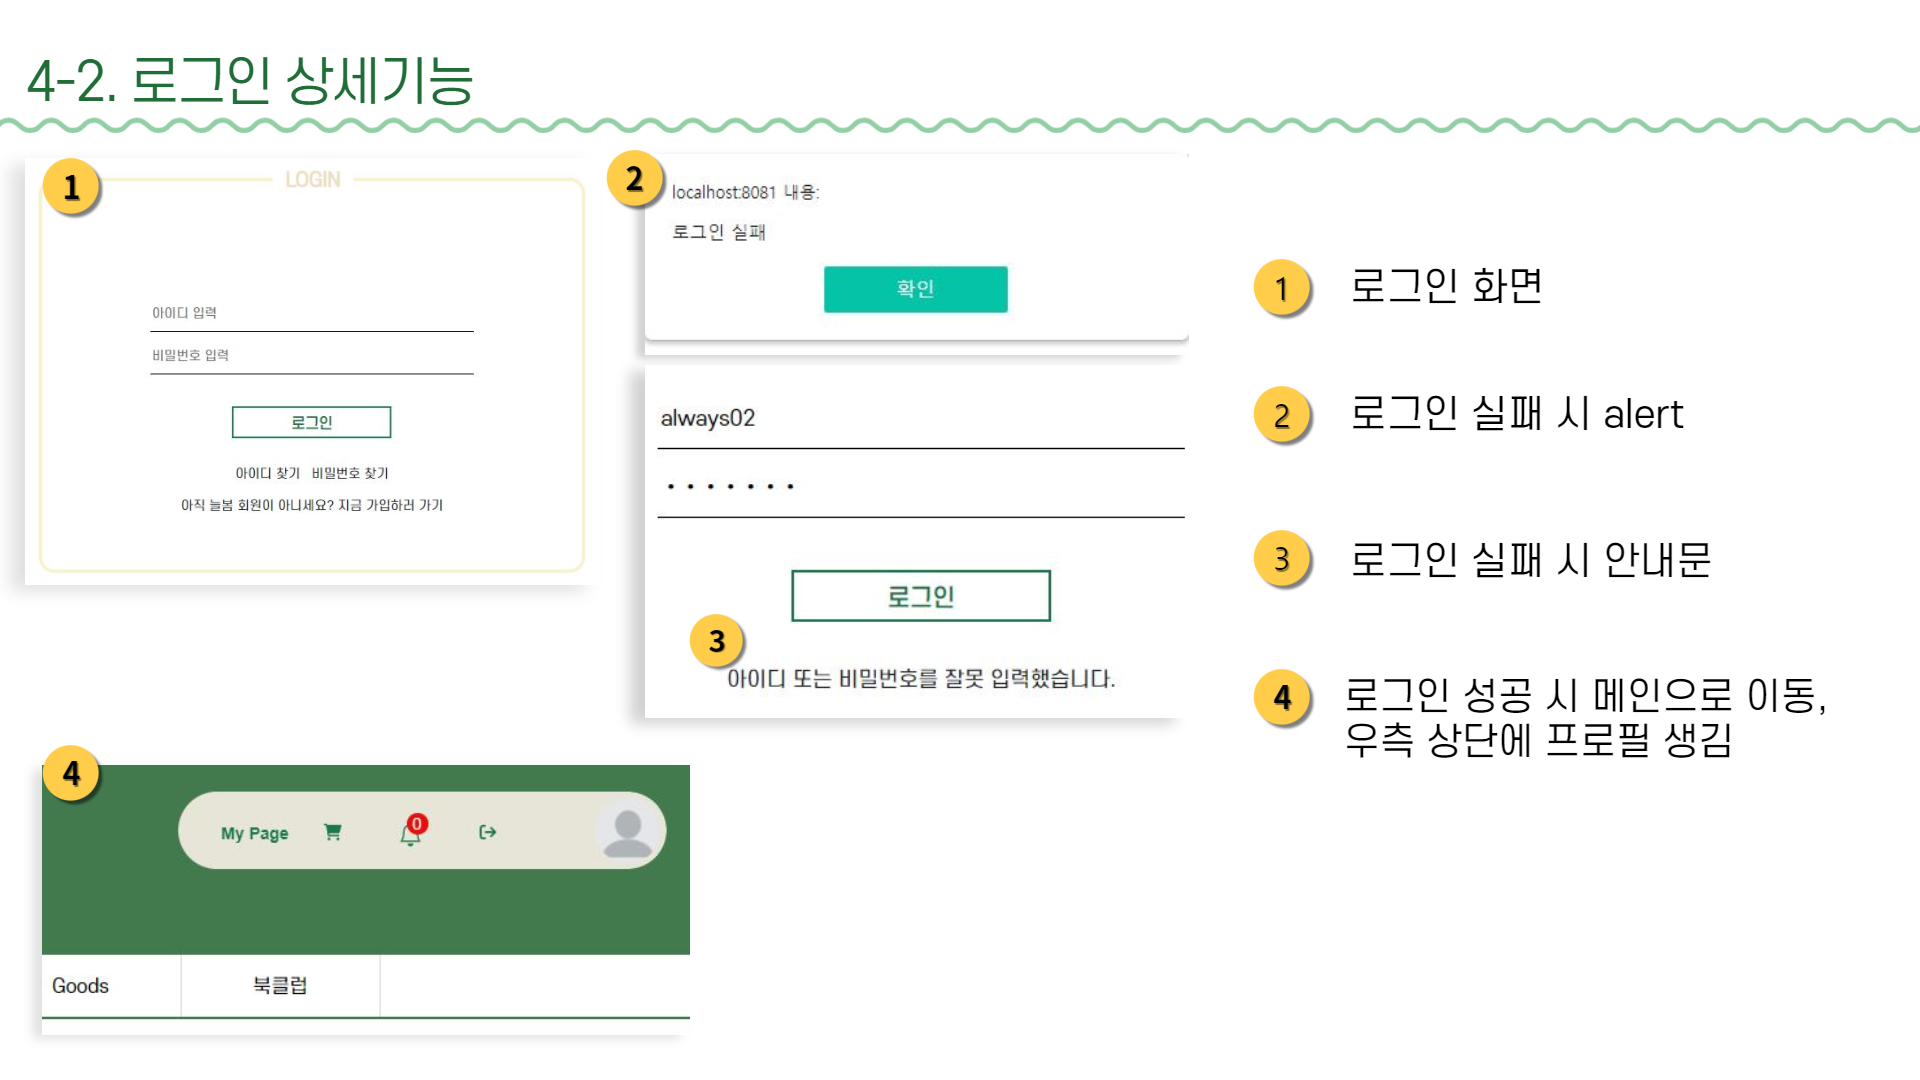 4-2. 로그인 상세기능
1
LOGIN
아이디 입력
비밀번호 입력
로그인
아이디 찾기 비밀번호 찾기
아직 늘봄 회원이 아니세요? 지금 가입하러 가기
2
localhost:8081 내용:
로그인 실패
확인
always02
로그인
3
아이디 또는 비밀번호를 잘못 입력했습니다.
4
My Page
0
Goods
북클럽
1 로그인 화면
2 로그인 실패 시 alert
3 로그인 실패 시 안내문
4 로그인 성공 시 메인으로 이동,
우측 상단에 프로필 생김